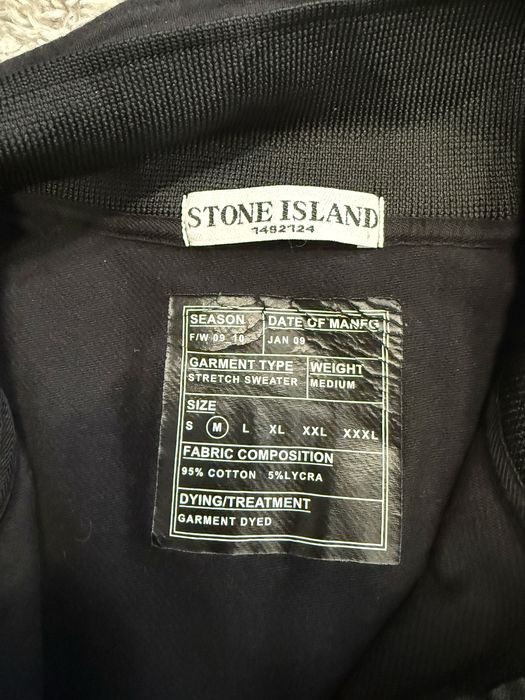 STONE ISLAND
7492724
SEASON DATE OF MANFG
F/W 09_10 JAN 09
GARMENT TYPE WEIGHT
STRETCH SWEATER MEDIUM
SIZE
S M L XL XXL XXXL
FABRIC COMPOSITION
95% COTTON 5%LYCRA
DYING/TREATMENT
GARMENT DYED